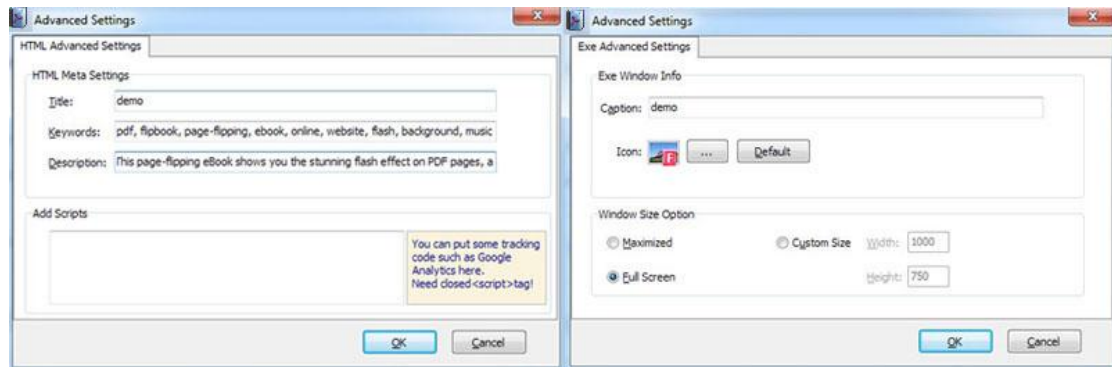 Advanced Settings
HTML Advanced Settings
HTML Meta Settings
Title: demo
Keywords: pdf, flipbook, page-flipping, ebook, online, website, flash, background, music
Description: This page-flipping eBook shows you the stunning flash effect on PDF pages, a
Add Scripts
You can put some tracking
code such as Google
Analytics here.
Need closed<script>tag!
OK Cancel
Advanced Settings
Exe Advanced Settings
Exe Window Info
Caption: demo
Icon: F ... Default
Window Size Option
Maximized Custom Size Width: 1000
Full Screen Height: 750
OK Cancel